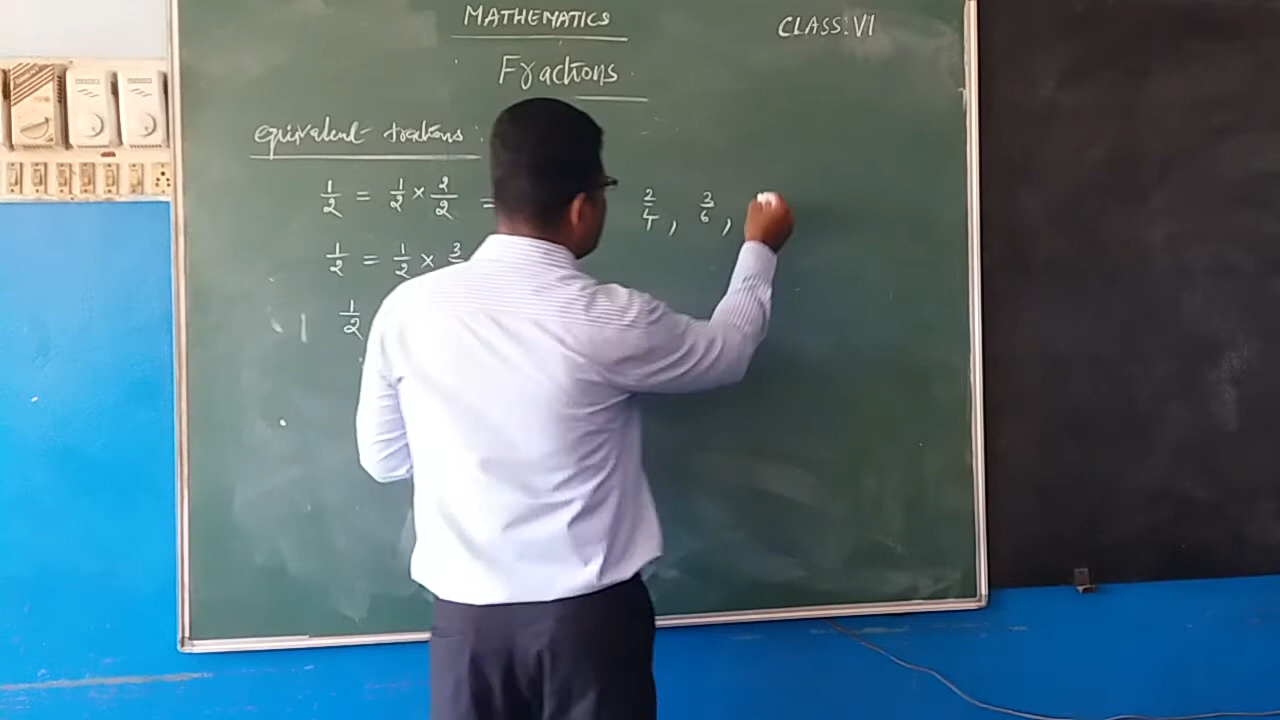 MATHEMATICS
CLASS: VI
Fractions
equivalent fractions:
1/2 = 1/2 × 2/2 = 2/4, 3/6,
1/2 = 1/2 × 3
1/2